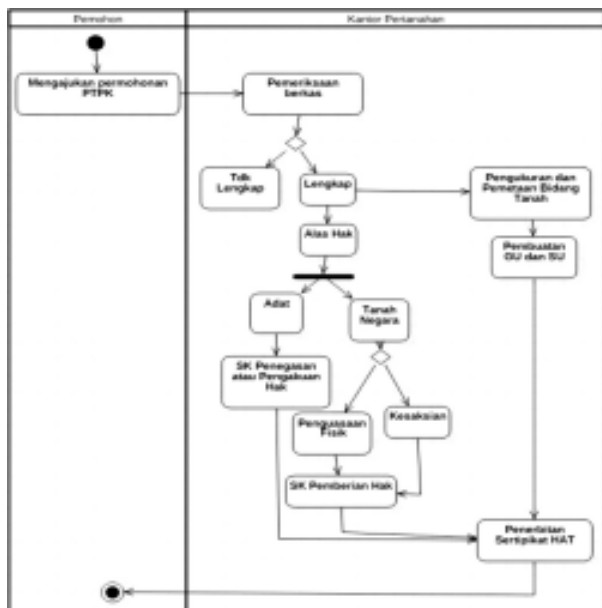 Pemohon
Kantor Pertanahan
Mengajukan permohonan
PTPK
Pemeriksaan
berkas
Tdk
Lengkap
Lengkap
Pengukuran dan
Pemetaan Bidang
Tanah
Alas Hak
Pembuatan
GU dan SU
Adat
Tanah
Negara
SK Penegasan
atau Pengakuan
Hak
Penguasaan
Fisik
Kesaksian
SK Pemberian Hak
Penerbitan
Sertipikat HAT